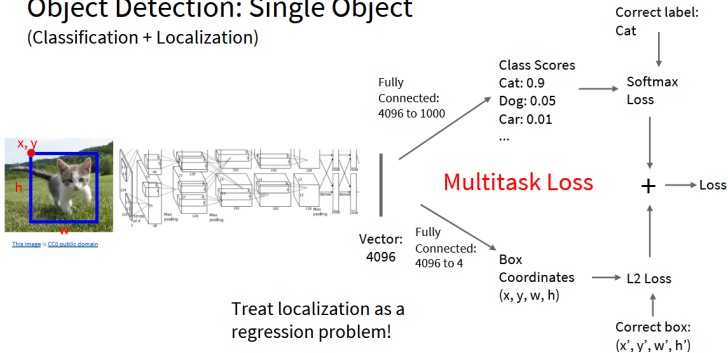 Object Detection: Single Object
(Classification + Localization)
Correct label:
Cat
Class Scores
Cat: 0.9
Dog: 0.05
Car: 0.01
...
Softmax
Loss
Fully
Connected:
4096 to 1000
x, y
h
w
This image is CC0 public domain
Multitask Loss
+
Loss
Vector:
4096
Fully
Connected:
4096 to 4
Box
Coordinates
(x, y, w, h)
L2 Loss
Treat localization as a
regression problem!
Correct box:
(x’, y’, w’, h’)